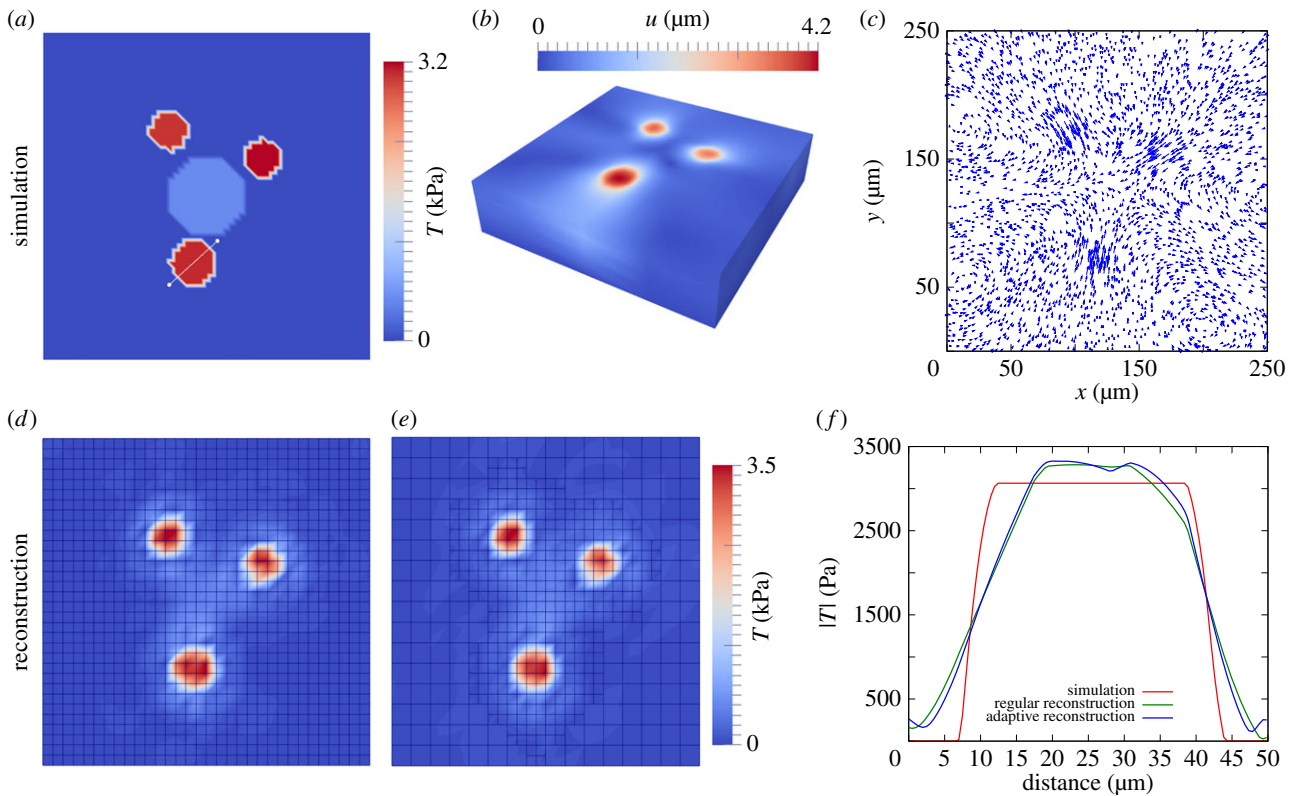 (a)
simulation
3.2
T (kPa)
0
(b)
u (µm)
0
4.2
(c)
250
150
50
y (µm)
0
50
150
250
x (µm)
(d)
reconstruction
(e)
3.5
T (kPa)
0
(f)
3500
2500
1500
500
|T| (Pa)
simulation
regular reconstruction
adaptive reconstruction
0 5 10 15 20 25 30 35 40 45 50
distance (µm)